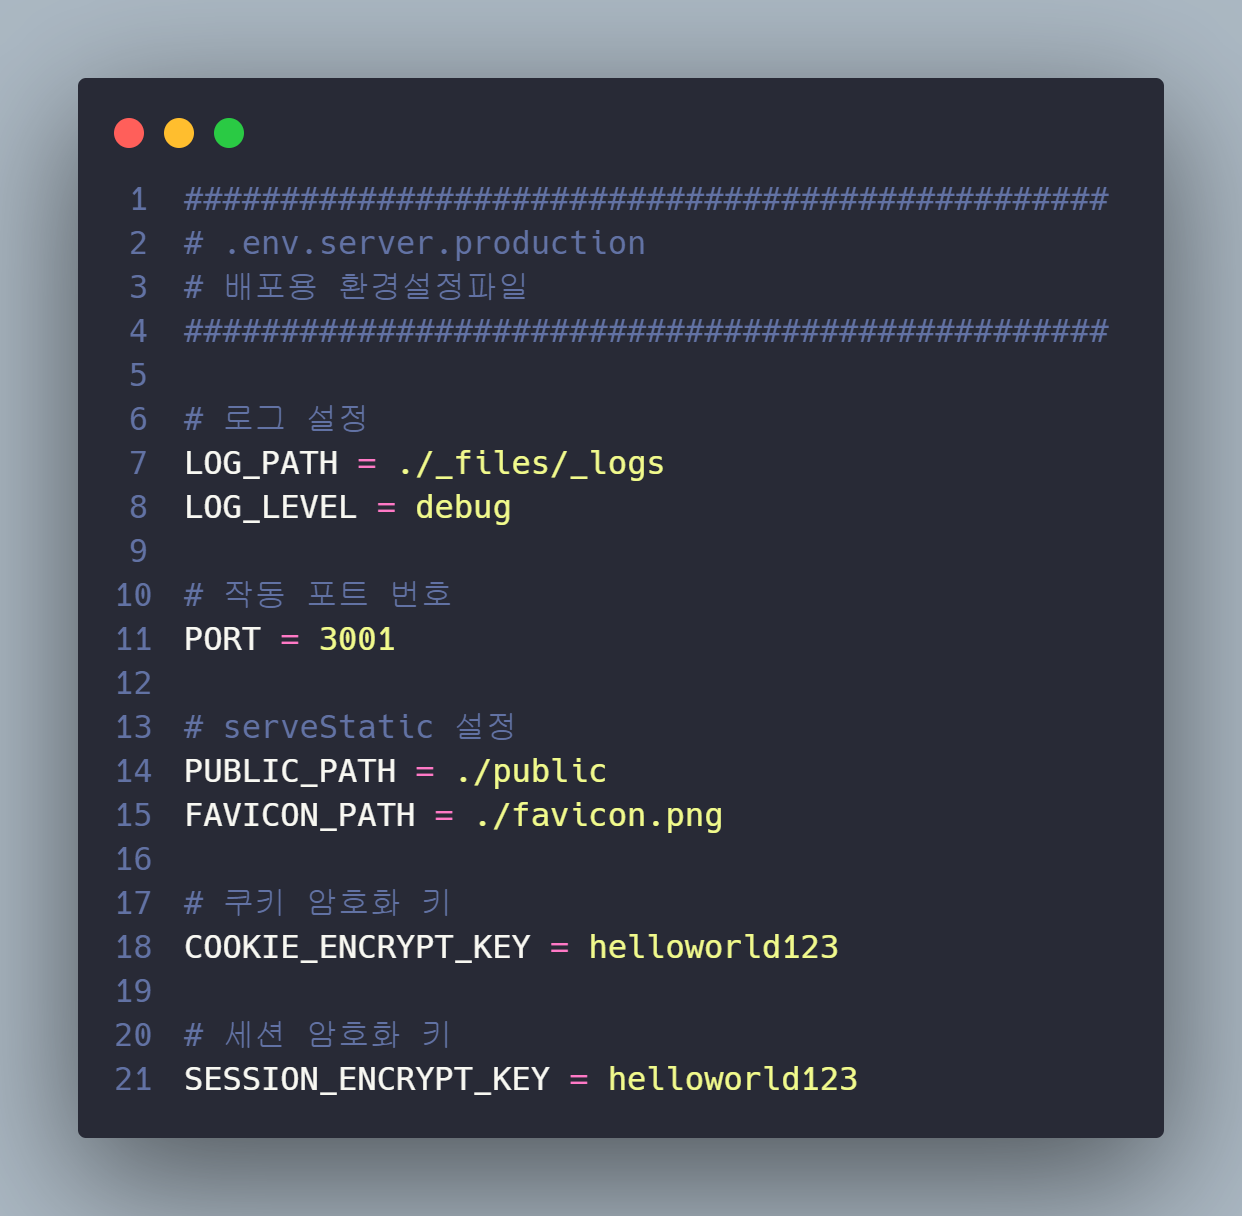 1 ################################################
2 # .env.server.production
3 # 배포용 환경설정파일
4 ################################################
5
6 # 로그 설정
7 LOG_PATH = ./_files/_logs
8 LOG_LEVEL = debug
9
10 # 작동 포트 번호
11 PORT = 3001
12
13 # serveStatic 설정
14 PUBLIC_PATH = ./public
15 FAVICON_PATH = ./favicon.png
16
17 # 쿠키 암호화 키
18 COOKIE_ENCRYPT_KEY = helloworld123
19
20 # 세션 암호화 키
21 SESSION_ENCRYPT_KEY = helloworld123